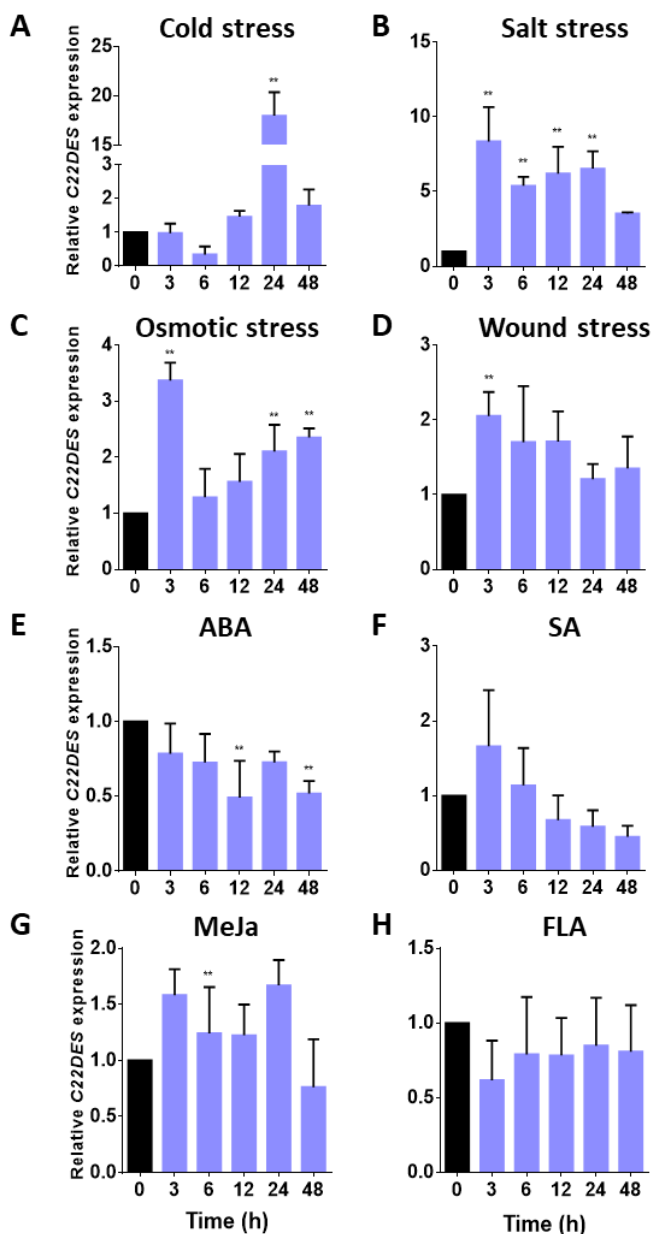 A Cold stress
Relative C22DES expression
25
20
15
3
2
1
0
**
0 3 6 12 24 48
B Salt stress
15
10
5
0
** ** ** **
0 3 6 12 24 48
C Osmotic stress
Relative C22DES expression
4
3
2
1
0
** ** **
0 3 6 12 24 48
D Wound stress
3
2
1
0
**
0 3 6 12 24 48
E ABA
Relative C22DES expression
1.5
1.0
0.5
0.0
** **
0 3 6 12 24 48
F SA
3
2
1
0
0 3 6 12 24 48
G MeJa
Relative C22DES expression
2.0
1.5
1.0
0.5
0.0
**
0 3 6 12 24 48
Time (h)
H FLA
1.5
1.0
0.5
0.0
0 3 6 12 24 48
Time (h)